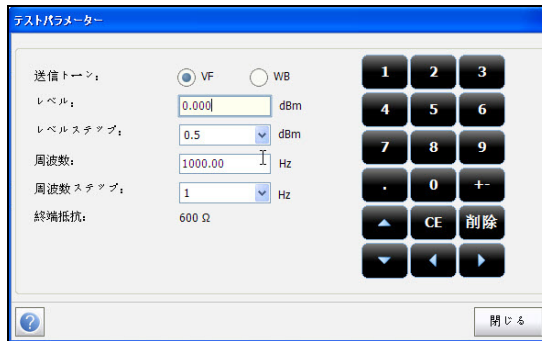 テストパラメーター
送信トーン: VF WB
レベル: 0.000 dBm
レベルステップ: 0.5 dBm
周波数: 1000.00 Hz
周波数ステップ: 1 Hz
終端抵抗: 600 Ω
1 2 3
4 5 6
7 8 9
. 0 +-
CE 削除
?
閉じる